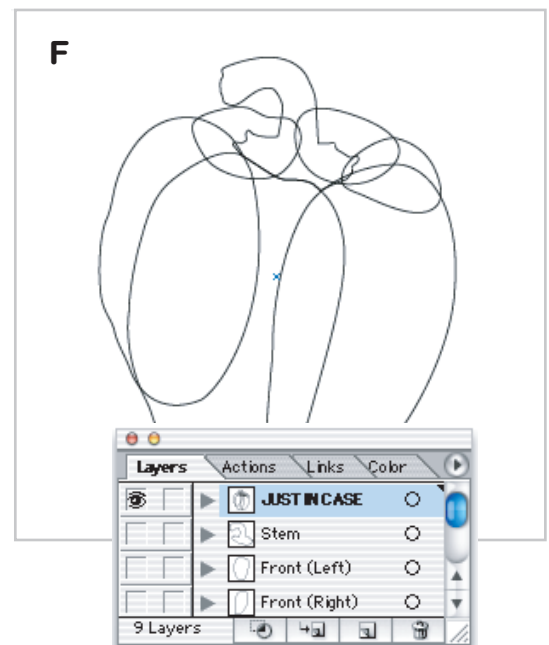 F
Layers Actions Links Color
JUST IN CASE
Stem
Front (Left)
Front (Right)
9 Layers